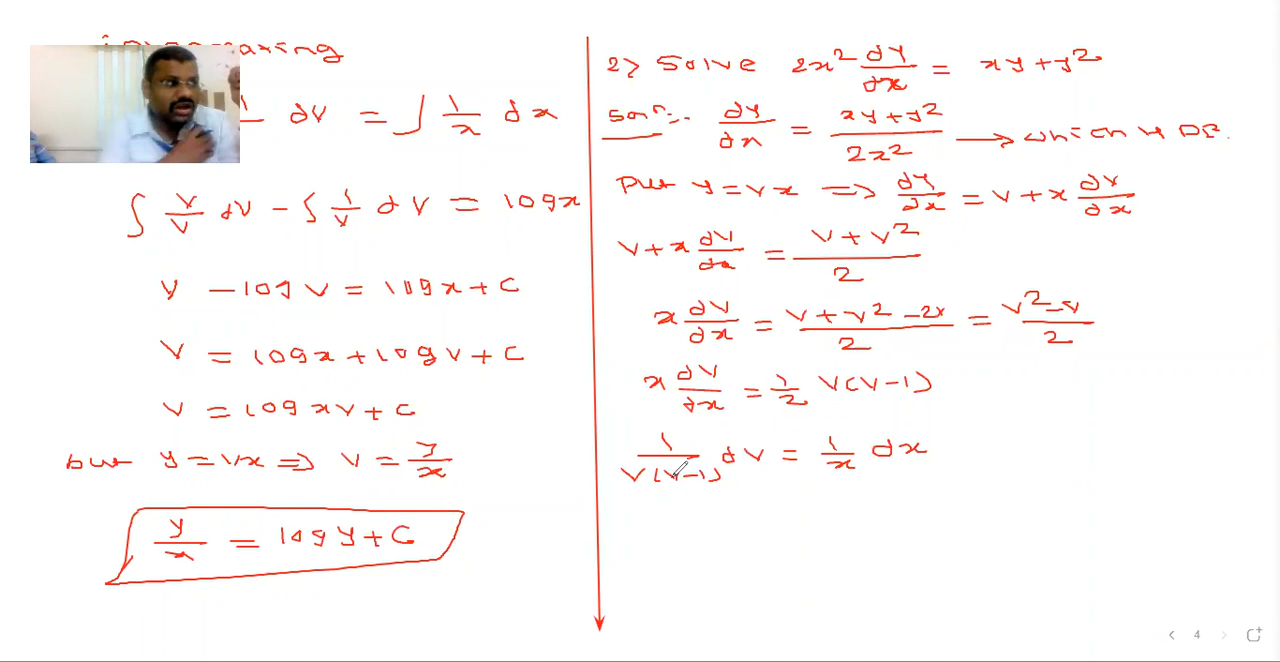 ∫ v/v dv - ∫ 1/v dv = log x
v - log v = log x + c
v = log x + log v + c
v = log xv + c
but y = vx ⇒ v = y/x
y/x = log y + c
2> Solve 2x² dy/dx = xy + y²
Soln:- dy/dx = (xy + y²)/2x² → which is DE.
Put y = vx ⇒ dy/dx = v + x dv/dx
v + x dv/dx = (v + v²)/2
x dv/dx = (v + v² - 2v)/2 = (v² - v)/2
x dv/dx = 1/2 v(v-1)
1/v(v-1) dv = 1/x dx
4